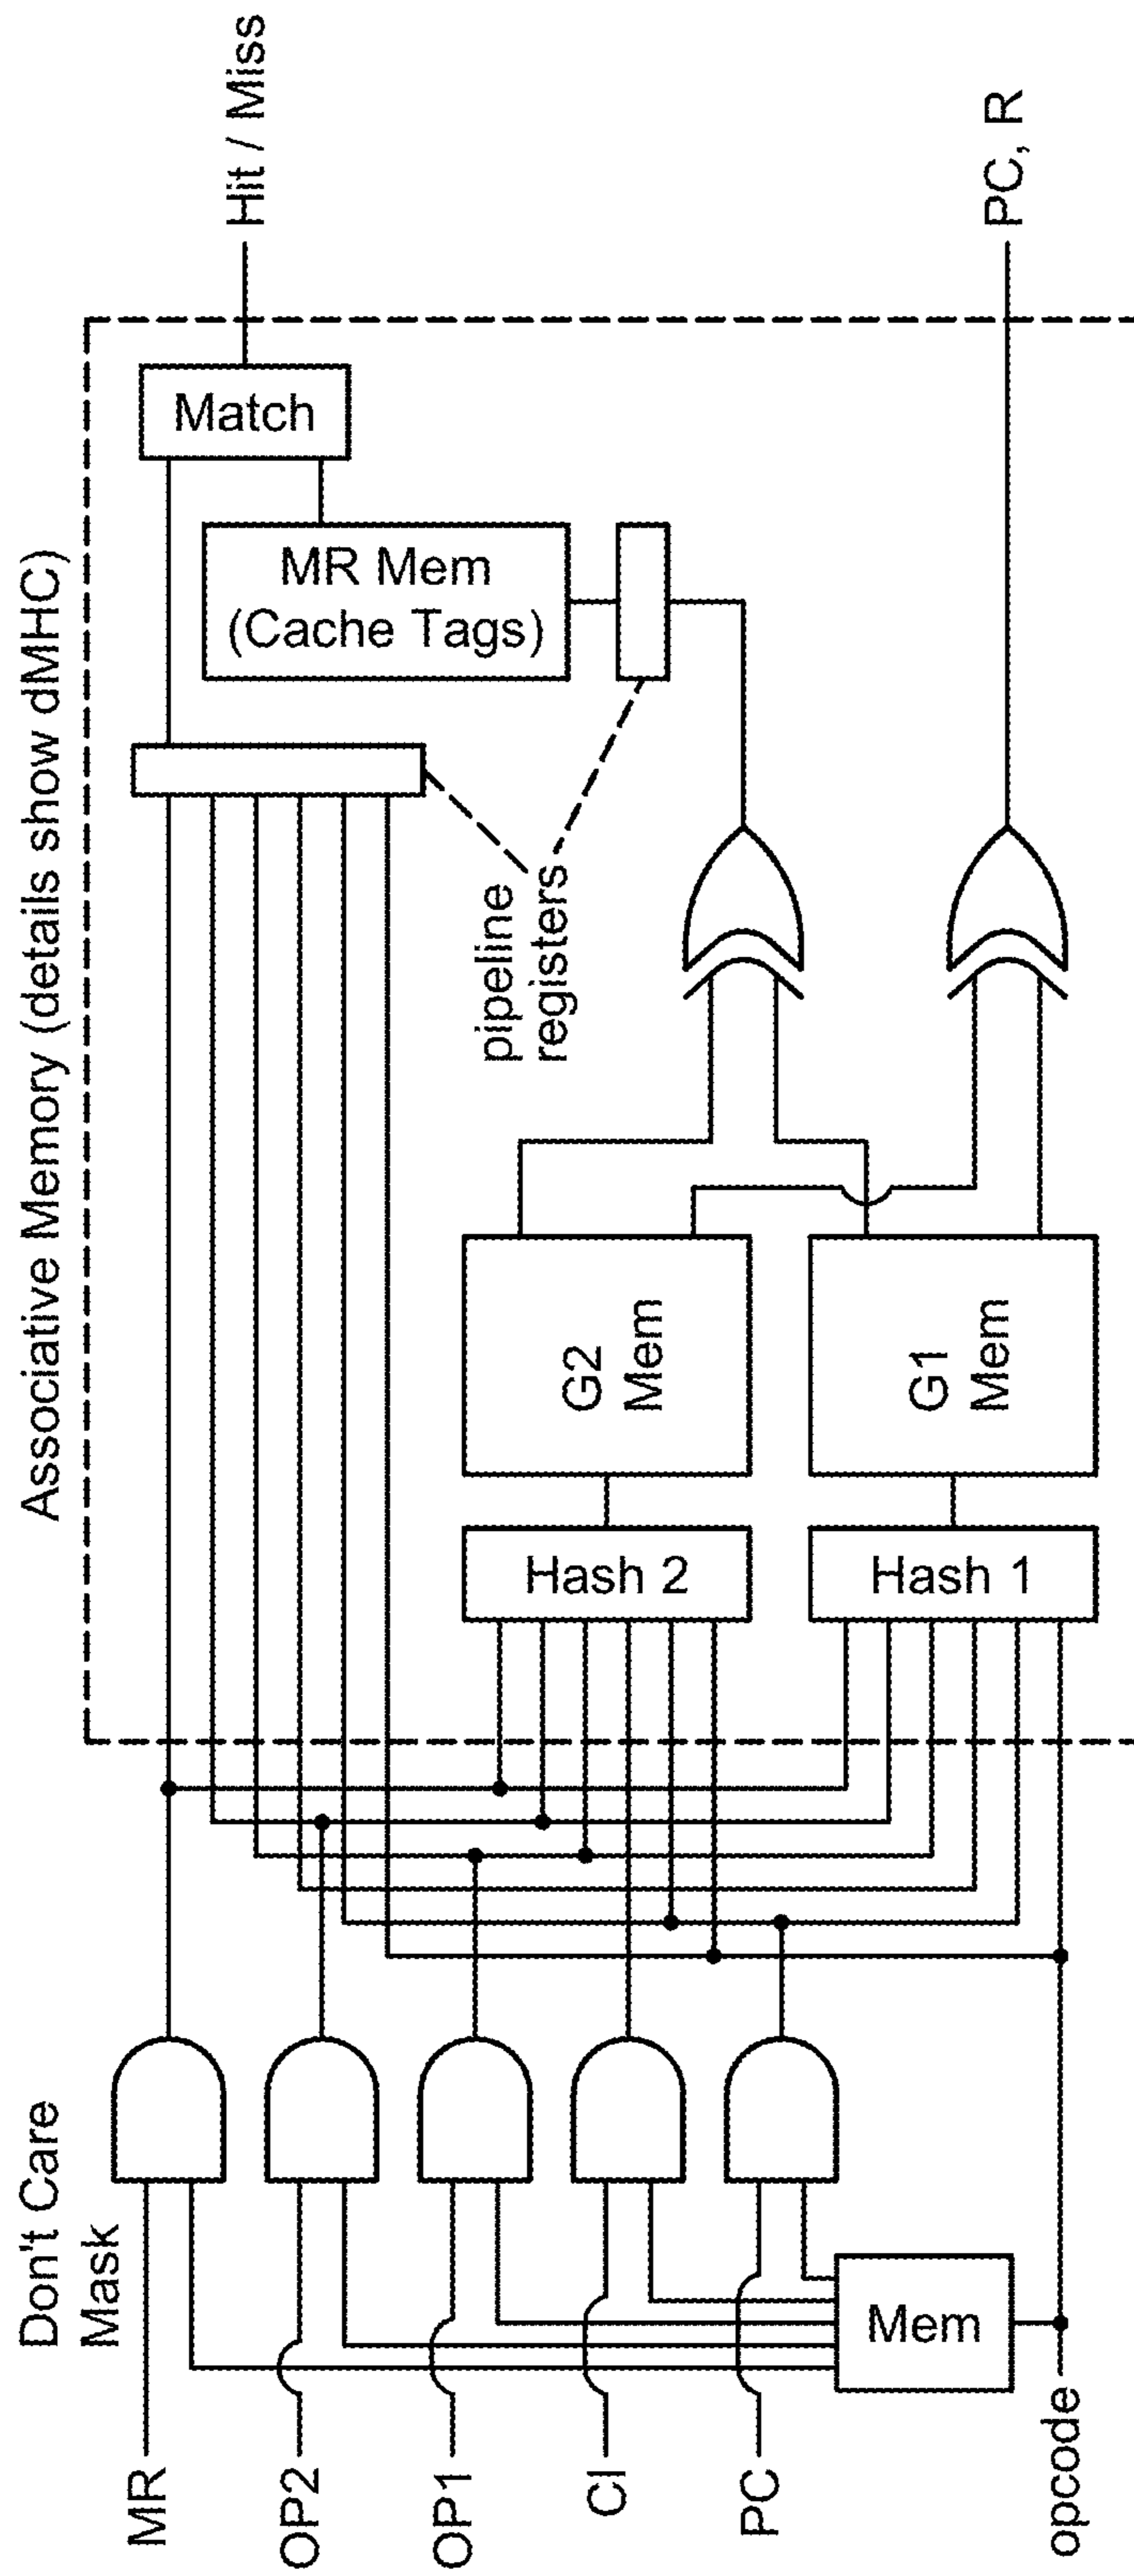 Associative Memory (details show dMHC)
Don't Care
Mask
MR
OP2
OP1
CI
PC
opcode
Mem
Hash 2
Hash 1
G2
Mem
G1
Mem
pipeline
registers
MR Mem
(Cache Tags)
Match
Hit / Miss
PC, R